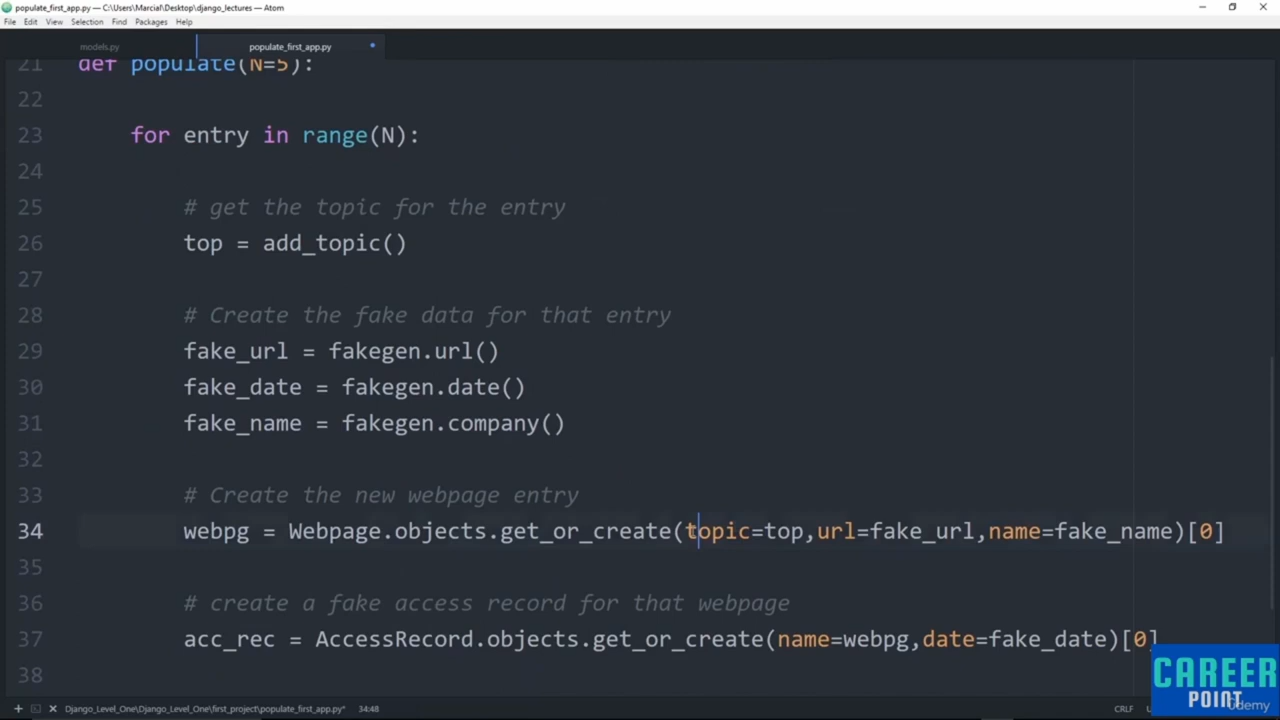 populate_first_app.py — C:\Users\Marcial\Desktop\django_lectures — Atom
File Edit View Selection Find Packages Help
models.py populate_first_app.py
21 def populate(N=5):
22
23 for entry in range(N):
24
25 # get the topic for the entry
26 top = add_topic()
27
28 # Create the fake data for that entry
29 fake_url = fakegen.url()
30 fake_date = fakegen.date()
31 fake_name = fakegen.company()
32
33 # Create the new webpage entry
34 webpg = Webpage.objects.get_or_create(topic=top,url=fake_url,name=fake_name)[0]
35
36 # create a fake access record for that webpage
37 acc_rec = AccessRecord.objects.get_or_create(name=webpg,date=fake_date)[0]
38
Django_Level_One\Django_Level_One\first_project\populate_first_app.py* 34:48 CRLF
CAREER
POINT
Udemy